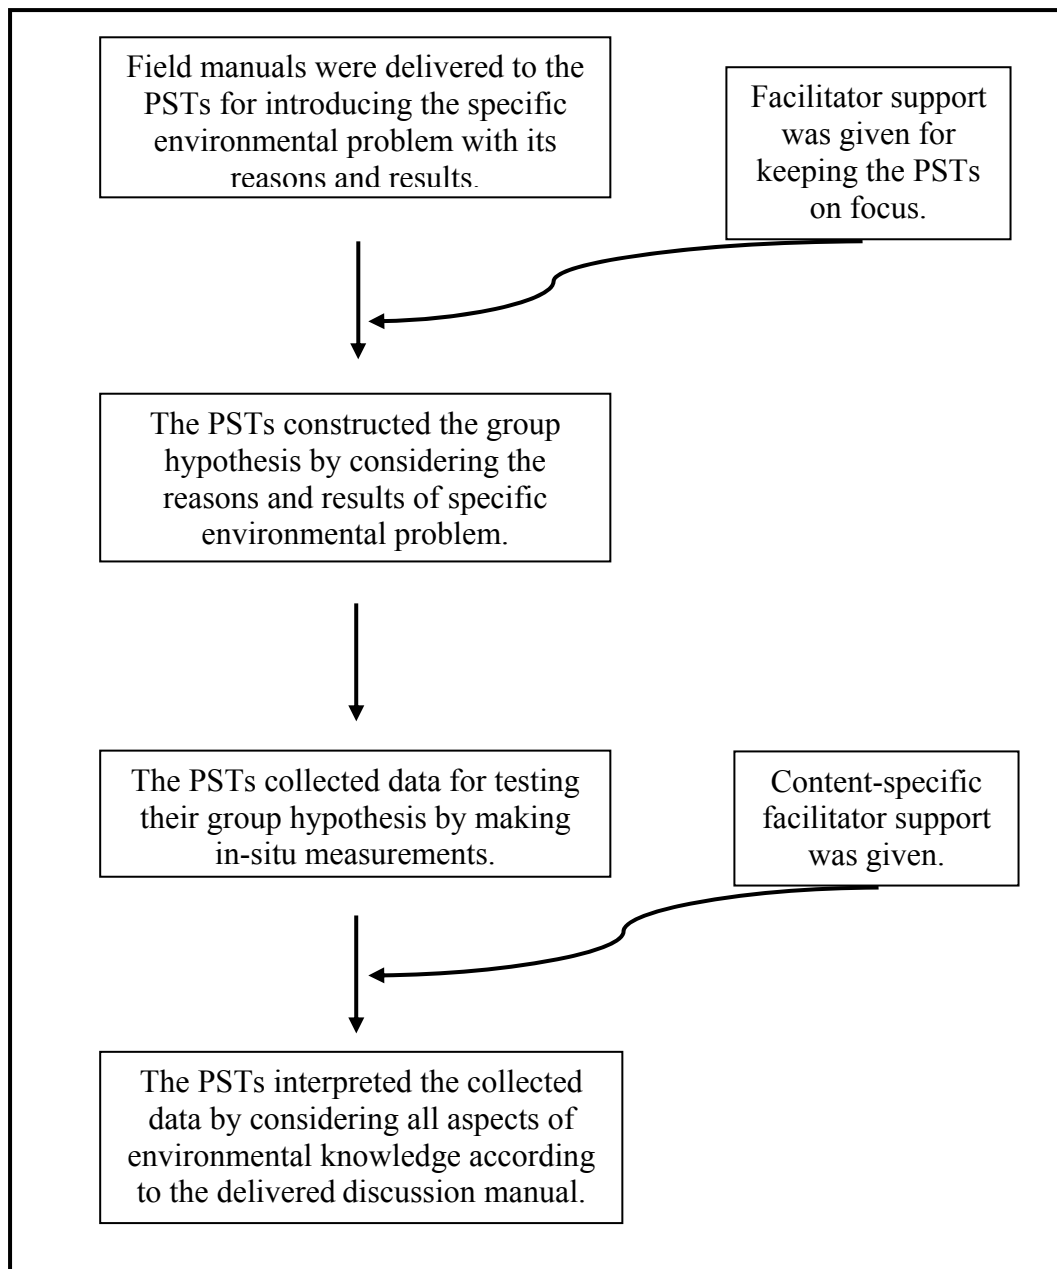 Field manuals were delivered to the
PSTs for introducing the specific
environmental problem with its
reasons and results.
Facilitator support
was given for
keeping the PSTs
on focus.
The PSTs constructed the group
hypothesis by considering the
reasons and results of specific
environmental problem.
The PSTs collected data for testing
their group hypothesis by making
in-situ measurements.
Content-specific
facilitator support
was given.
The PSTs interpreted the collected
data by considering all aspects of
environmental knowledge according
to the delivered discussion manual.